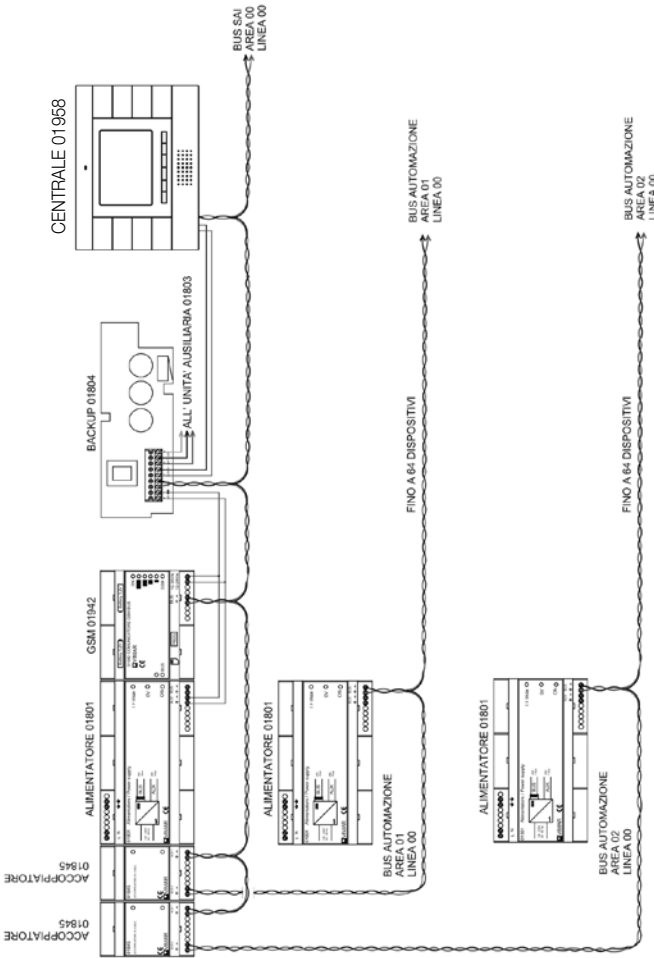 CENTRALE 01958
BUS SAI
AREA 00
LINEA 00
BACKUP 01804
ALL' UNITA' AUSILIARIA 01803
GSM 01942
ALIMENTATORE 01801
ACCOPPIATORE
01845
ACCOPPIATORE
01845
ALIMENTATORE 01801
BUS AUTOMAZIONE
AREA 01
LINEA 00
FINO A 64 DISPOSITIVI
BUS AUTOMAZIONE
AREA 01
LINEA 00
ALIMENTATORE 01801
BUS AUTOMAZIONE
AREA 02
LINEA 00
FINO A 64 DISPOSITIVI
BUS AUTOMAZIONE
AREA 02
LINEA 00